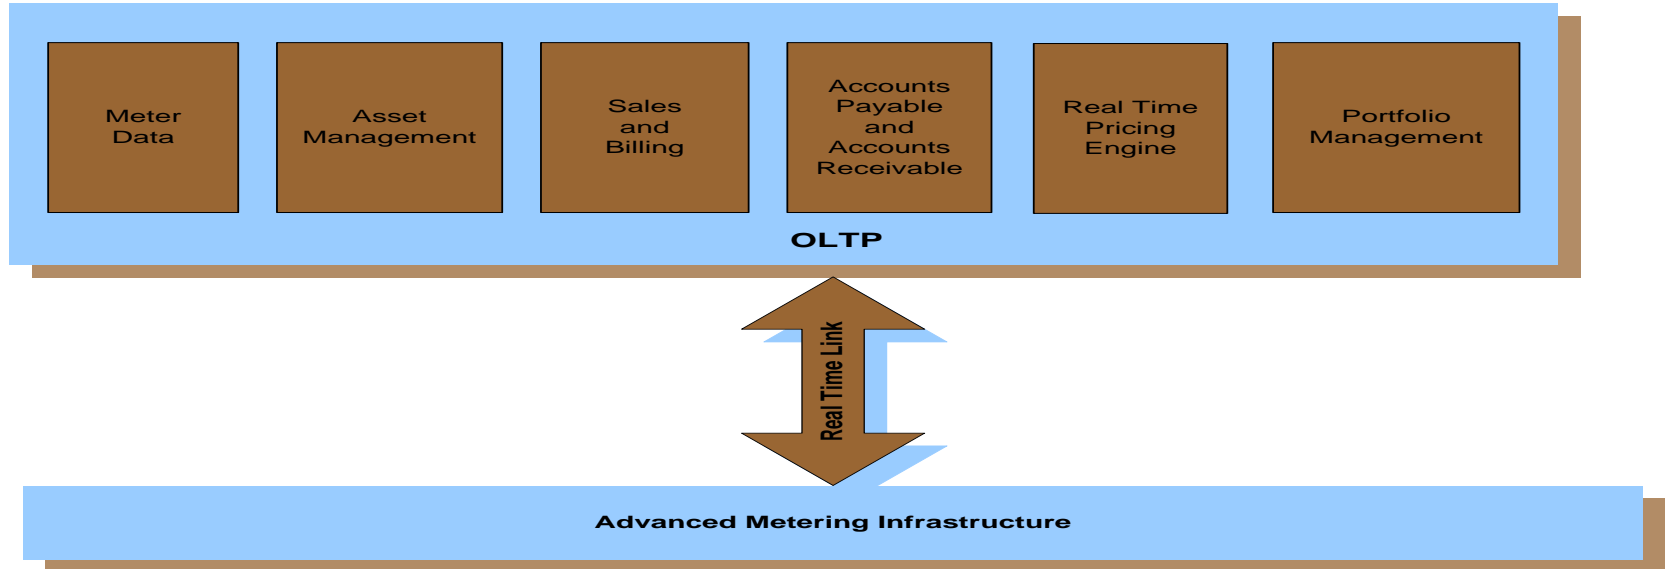 Meter
Data
Asset
Management
Sales
and
Billing
Accounts
Payable
and
Accounts
Receivable
Real Time
Pricing
Engine
Portfolio
Management
OLTP
Real Time Link
Advanced Metering Infrastructure